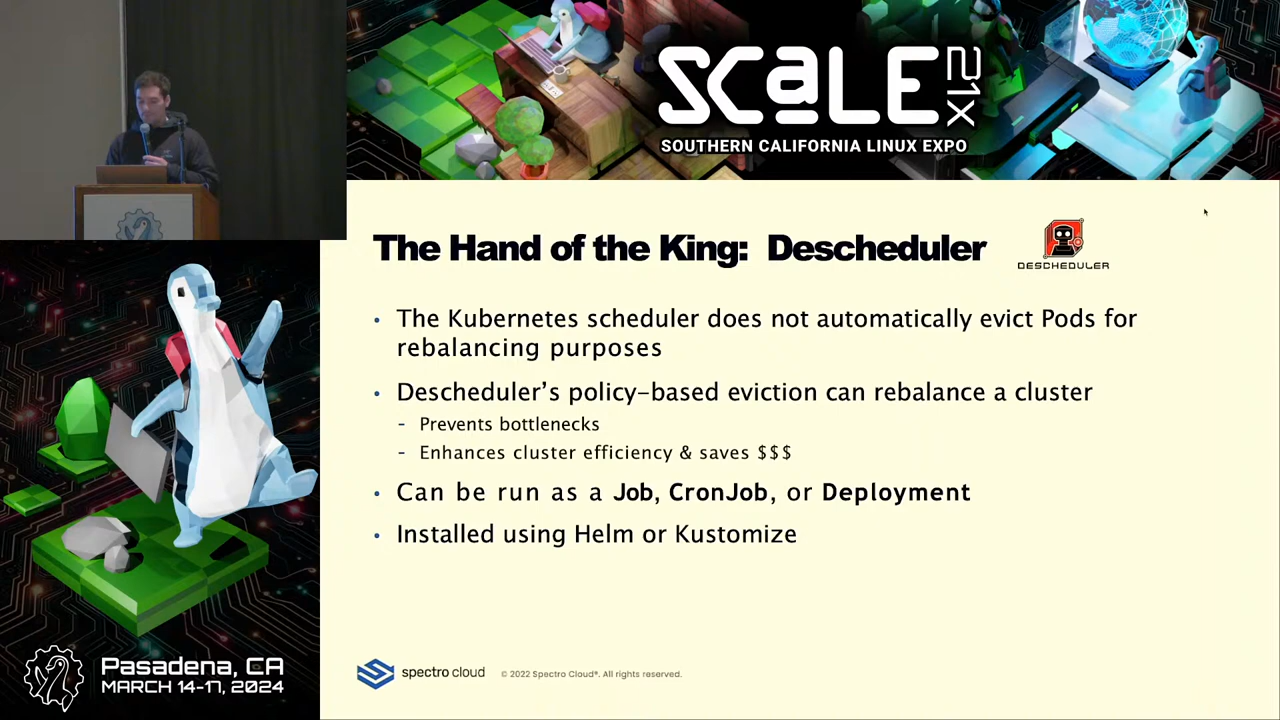 SCaLE 21x
SOUTHERN CALIFORNIA LINUX EXPO
The Hand of the King: Descheduler
DESCHEDULER
• The Kubernetes scheduler does not automatically evict Pods for
rebalancing purposes
• Descheduler's policy-based eviction can rebalance a cluster
- Prevents bottlenecks
- Enhances cluster efficiency & saves $$$
• Can be run as a Job, CronJob, or Deployment
• Installed using Helm or Kustomize
Pasadena, CA
MARCH 14-17, 2024
spectro cloud
© 2022 Spectro Cloud®. All rights reserved.